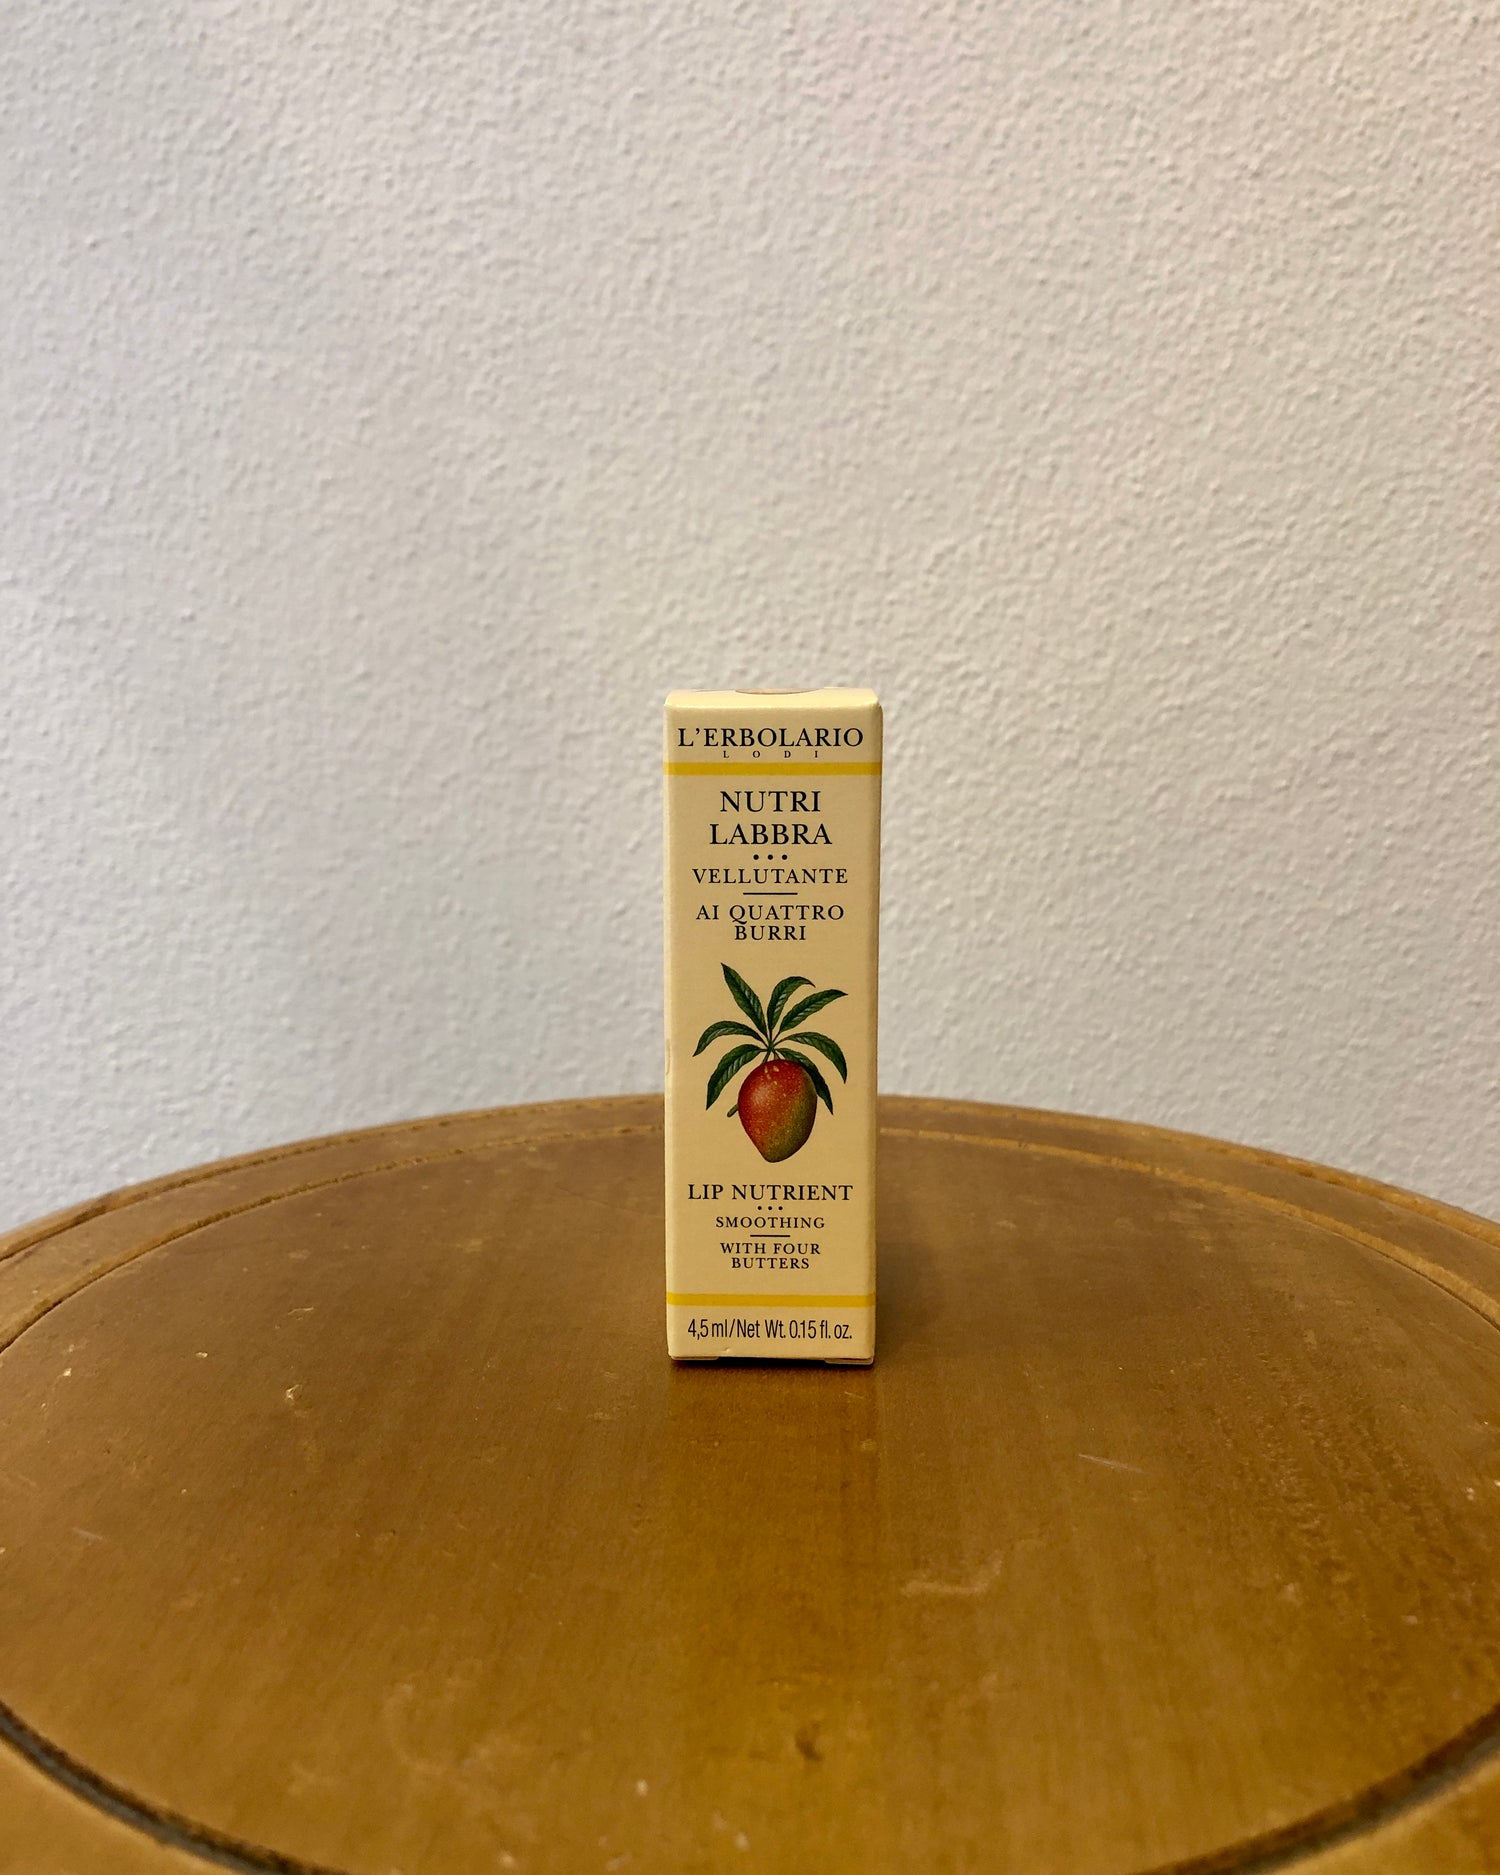 L'ERBOLARIO
LODI
NUTRI
LABBRA
•••
VELLUTANTE
AI QUATTRO
BURRI
LIP NUTRIENT
•••
SMOOTHING
WITH FOUR
BUTTERS
4,5 ml/Net Wt. 0.15 fl. oz.